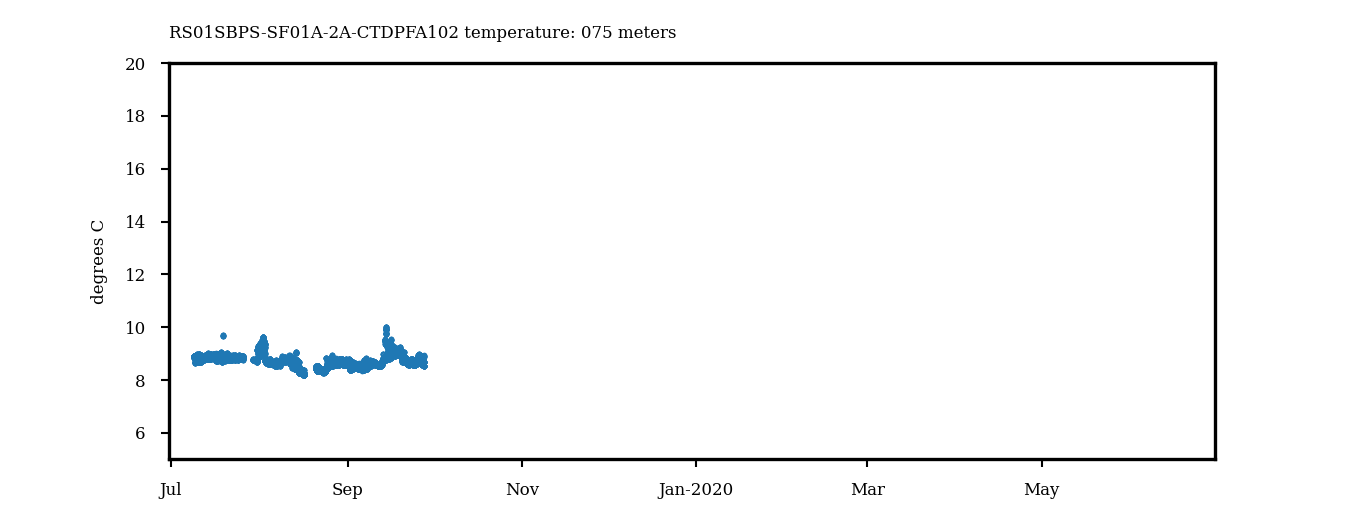 RS01SBPS-SF01A-2A-CTDPFA102 temperature: 075 meters
20
18
16
14
12
10
8
6
degrees C
Jul
Sep
Nov
Jan-2020
Mar
May